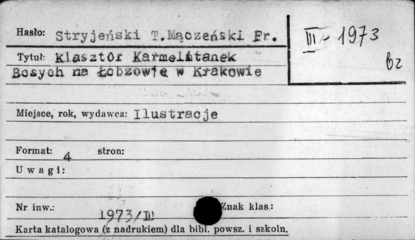 Hasło: Stryjeński T.Mączeński Fr.
III - 1973
bz
Tytuł: Klasztor Karmelitanek
Bosych na Łobzowie w Krakowie
Miejsce, rok, wydawca: Ilustracje
Format: 4 stron:
Uwagi:
Nr inw.: 1973/III Znak klas.:
Karta katalogowa (z nadrukiem) dla bibl. powsz. i szkoln.